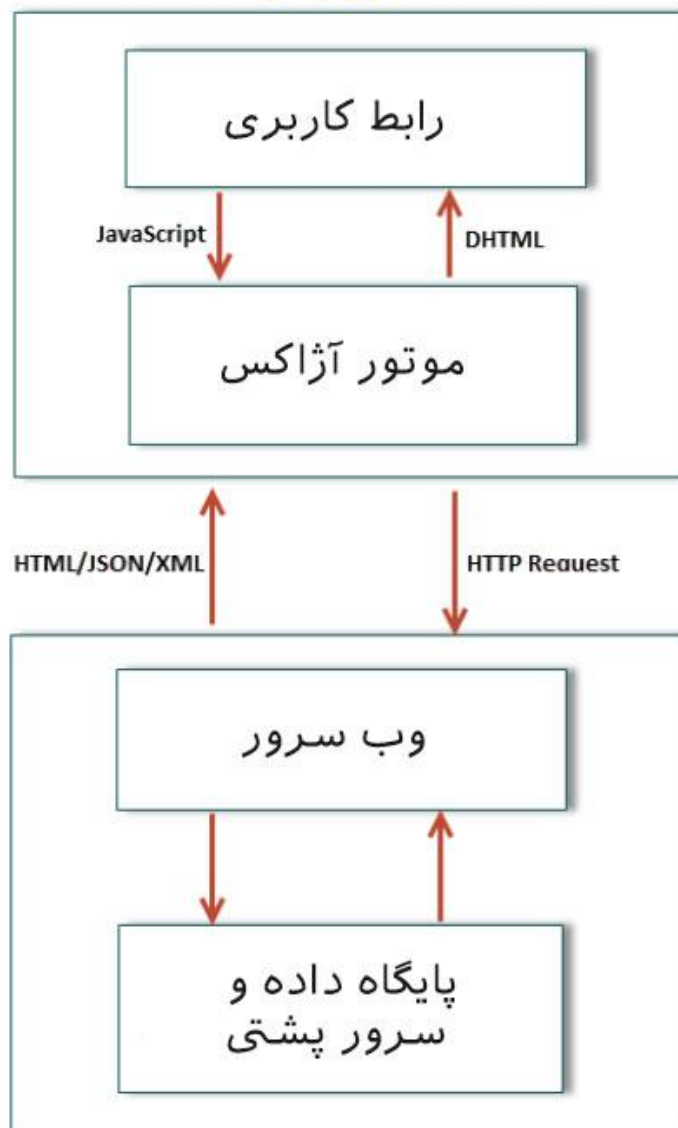 رابط کاربری
JavaScript
DHTML
موتور آژاکس
HTML/JSON/XML
HTTP Request
وب سرور
پایگاه داده و
سرور پشتی